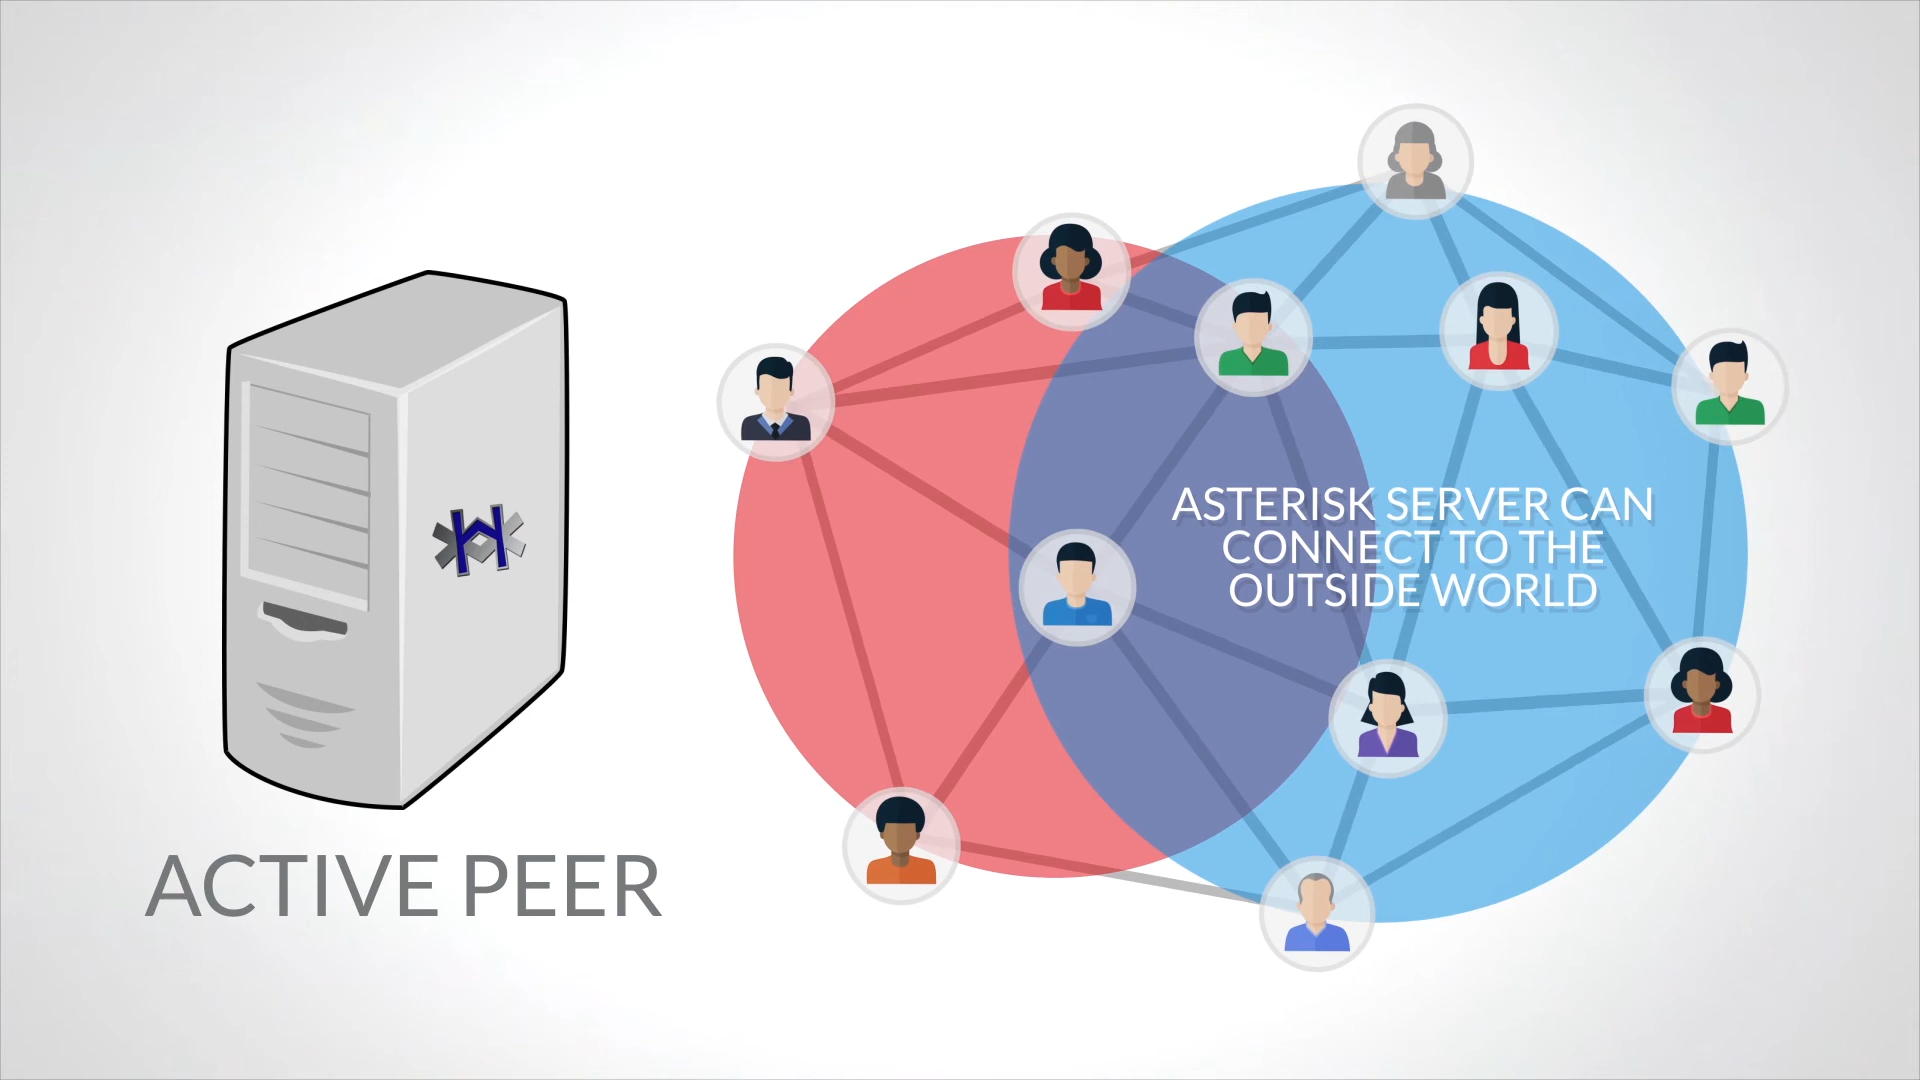 ASTERISK SERVER CAN
CONNECT TO THE
OUTSIDE WORLD
ACTIVE PEER